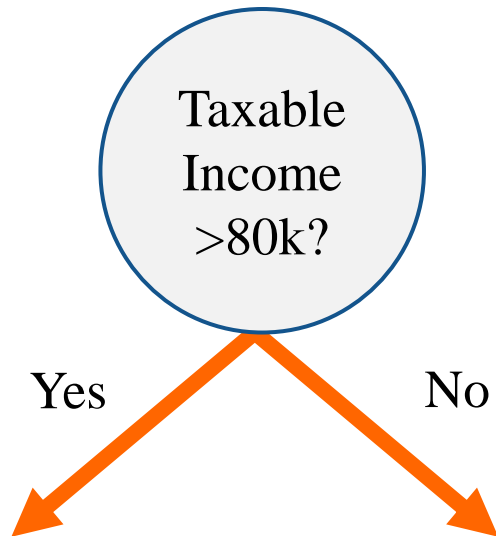 Taxable
Income
>80k?
Yes
No